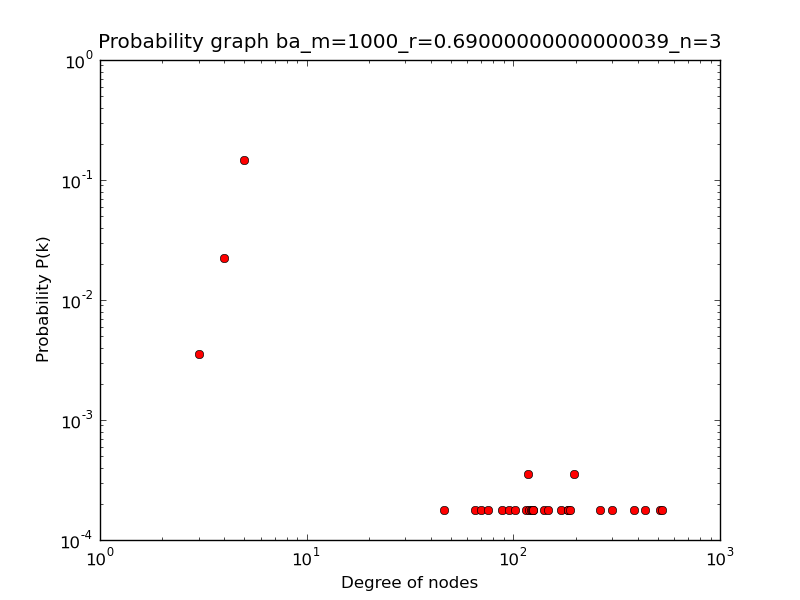 Probability graph ba_m=1000_r=0.69000000000000039_n=3
10^0
10^-1
10^-2
10^-3
10^-4
Probability P(k)
10^0 10^1 10^2 10^3
Degree of nodes